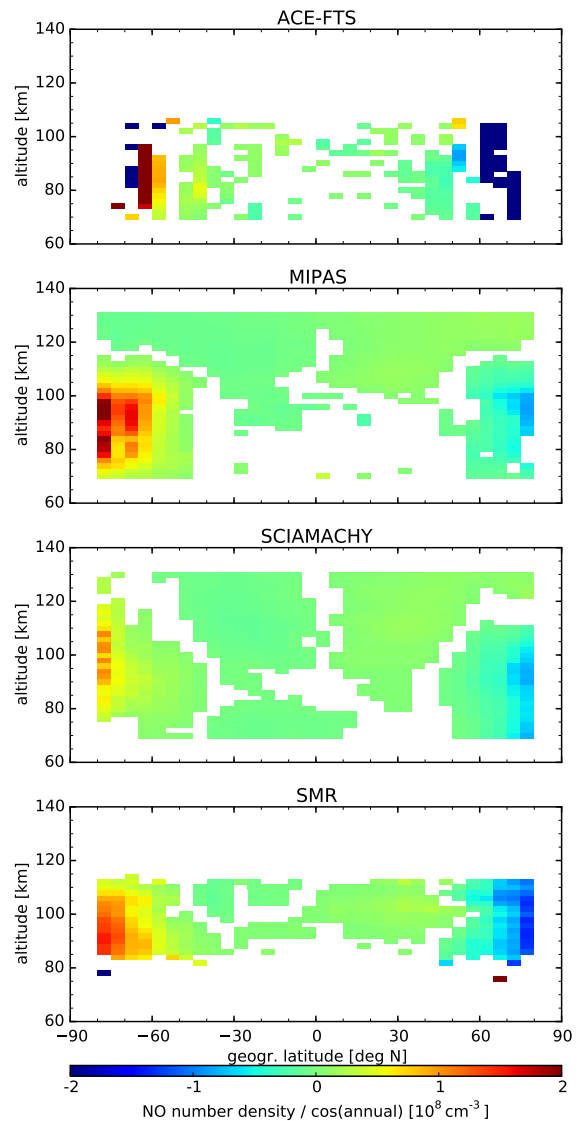 ACE-FTS
140
120
100
80
60
altitude [km]
MIPAS
140
120
100
80
60
altitude [km]
SCIAMACHY
140
120
100
80
60
altitude [km]
SMR
140
120
100
80
60
altitude [km]
−90 −60 −30 0 30 60 90
geogr. latitude [deg N]
-2 -1 0 1 2
NO number density / cos(annual) [10⁸ cm⁻³]